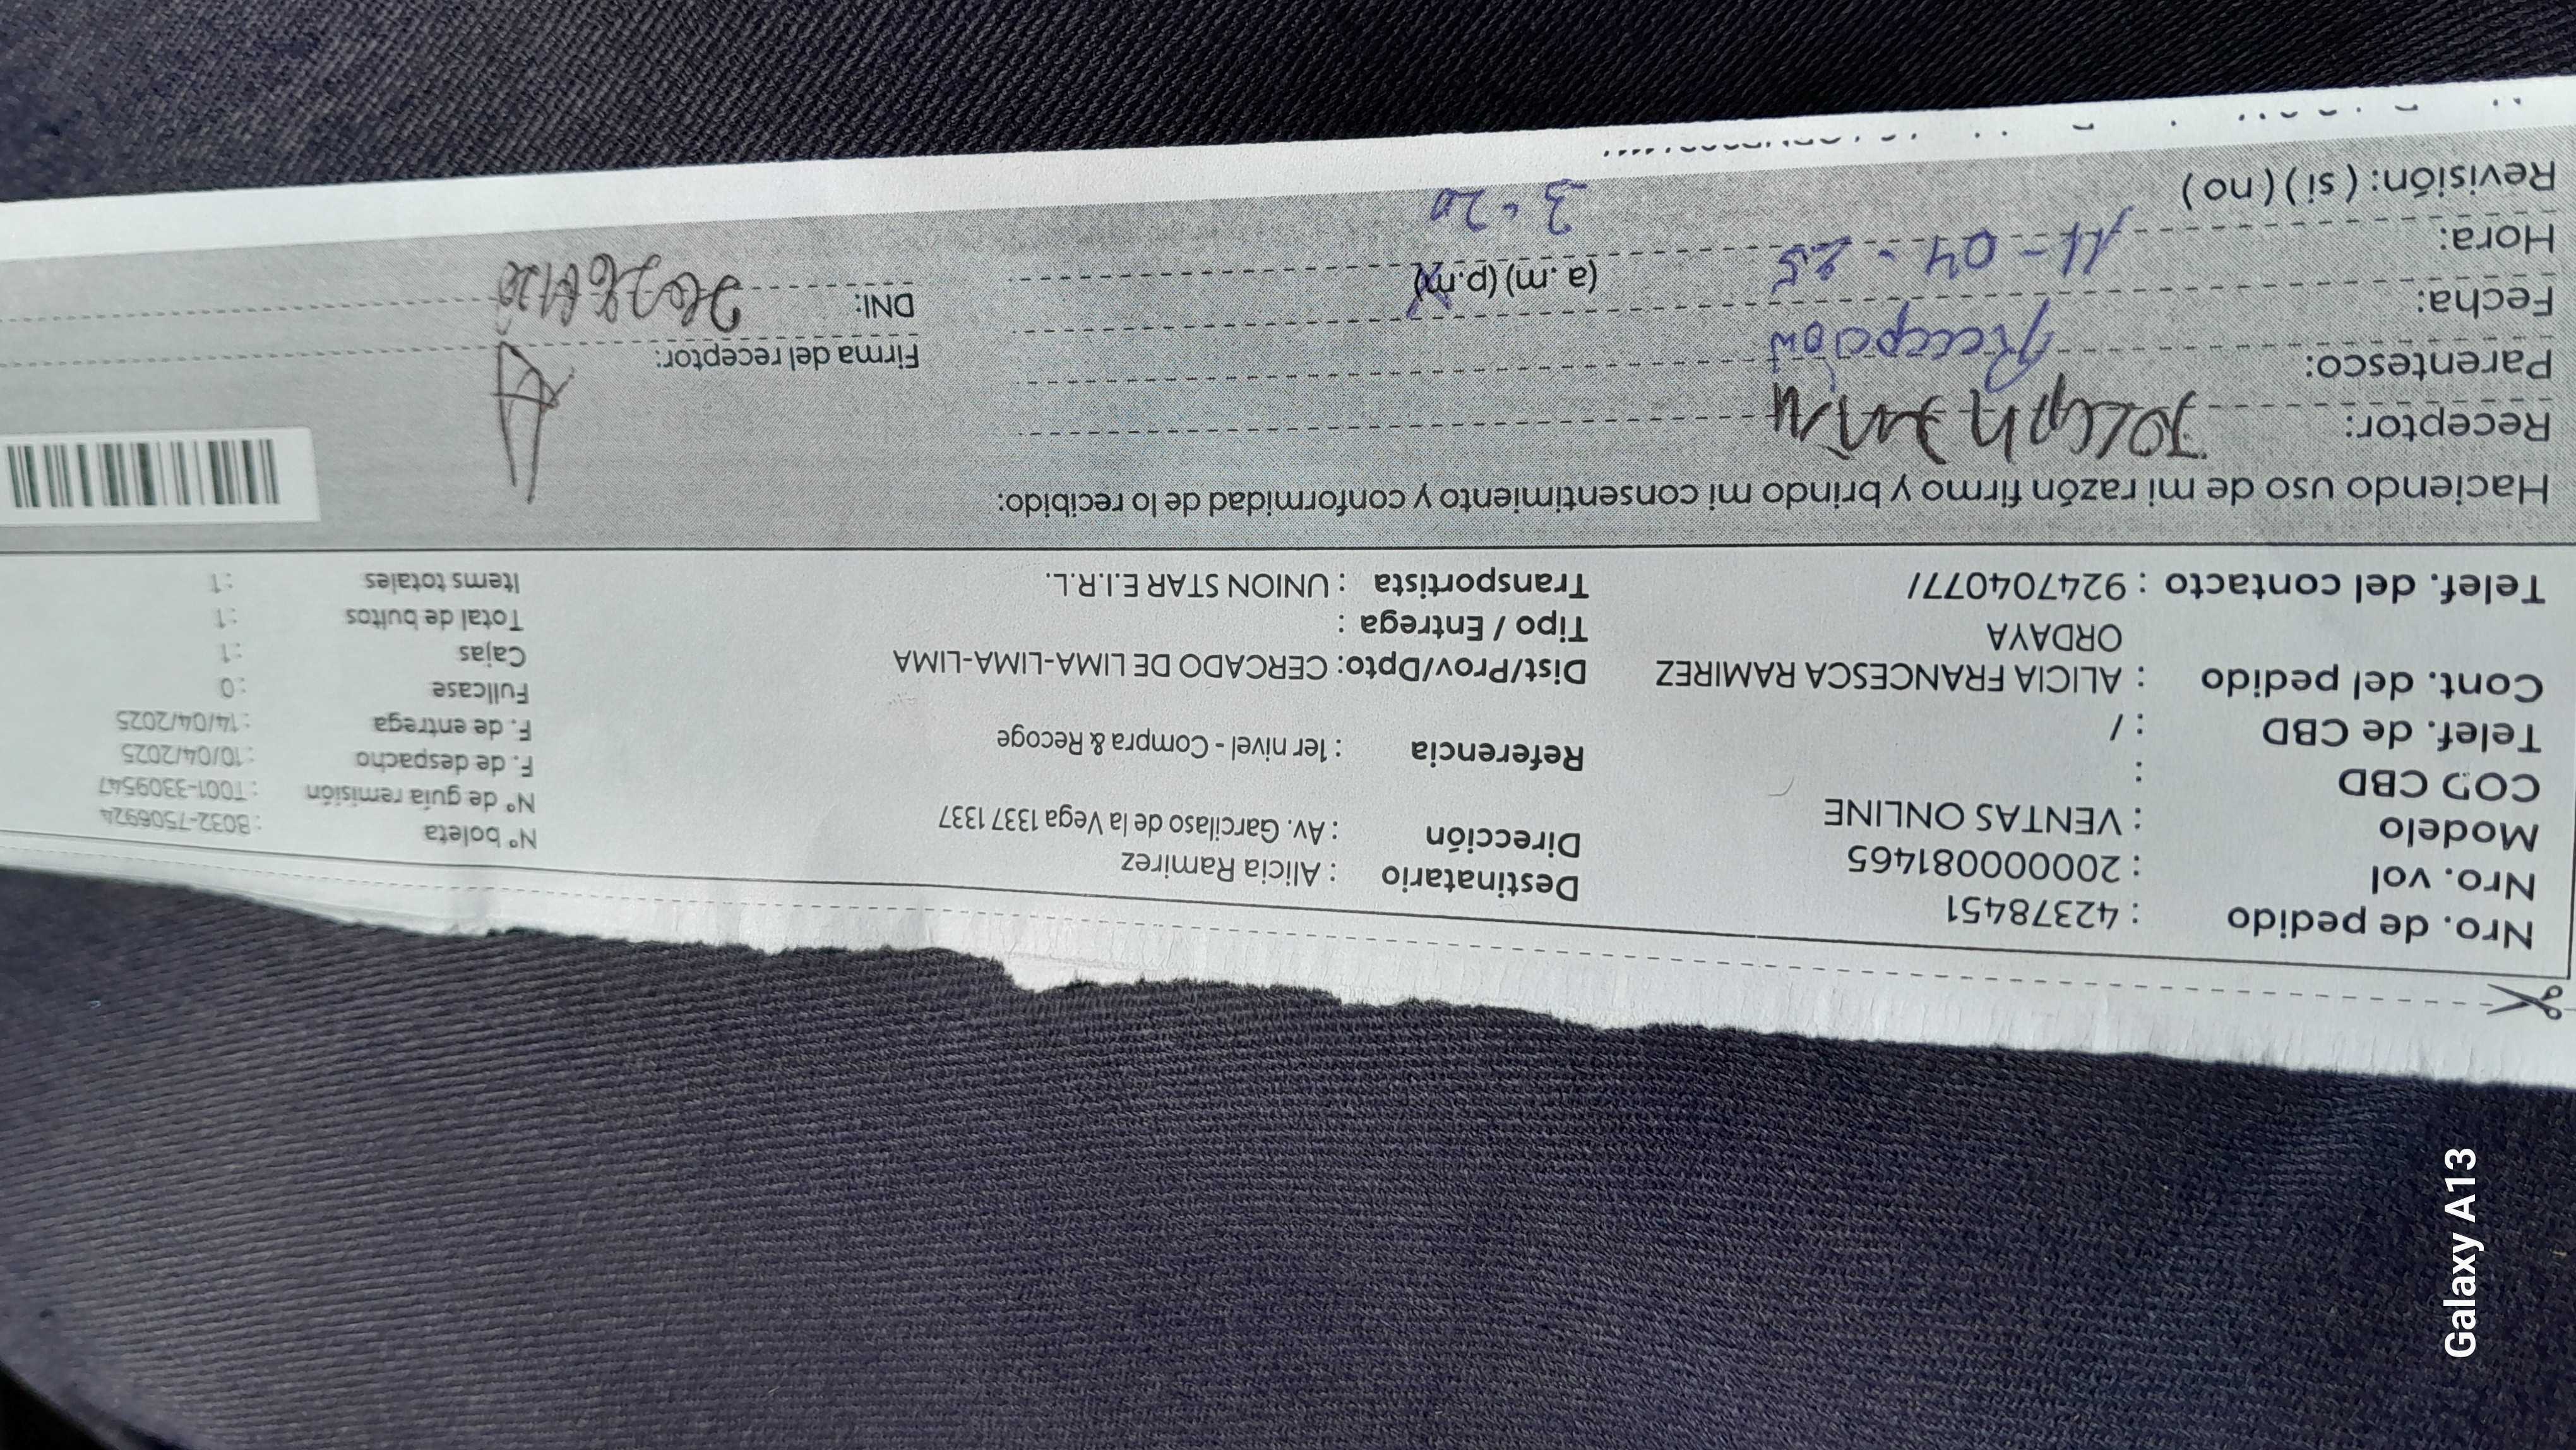 Nro. de pedido : 42378451
Nro. vol : 20000081465
Modelo : VENTAS ONLINE
COD CBD :
Telef. de CBD : /
Cont. del pedido : ALICIA FRANCESCA RAMIREZ
ORDAYA
Telef. del contacto : 924704077/
Destinatario : Alicia Ramirez
Dirección : Av. Garcilaso de la Vega 1337 1337
Referencia : 1er nivel - Compra & Recoge
Dist/Prov/Dpto: CERCADO DE LIMA-LIMA-LIMA
Tipo / Entrega :
Transportista : UNION STAR E.I.R.L.
N° boleta : B032-7506924
N° de guía remisión : T001-3309547
F. de despacho : 10/04/2025
F. de entrega : 14/04/2025
Fullcase : 0
Cajas : 1
Total de bultos : 1
Items totales : 1
Haciendo uso de mi razón firmo y brindo mi consentimiento y conformidad de lo recibido:
Receptor:
Parentesco: Recepcion
Fecha: 11-04-25
Hora: (a.m) (p.m) 3:20
Revisión: (si) (no)
Firma del receptor:
DNI:
Galaxy A13